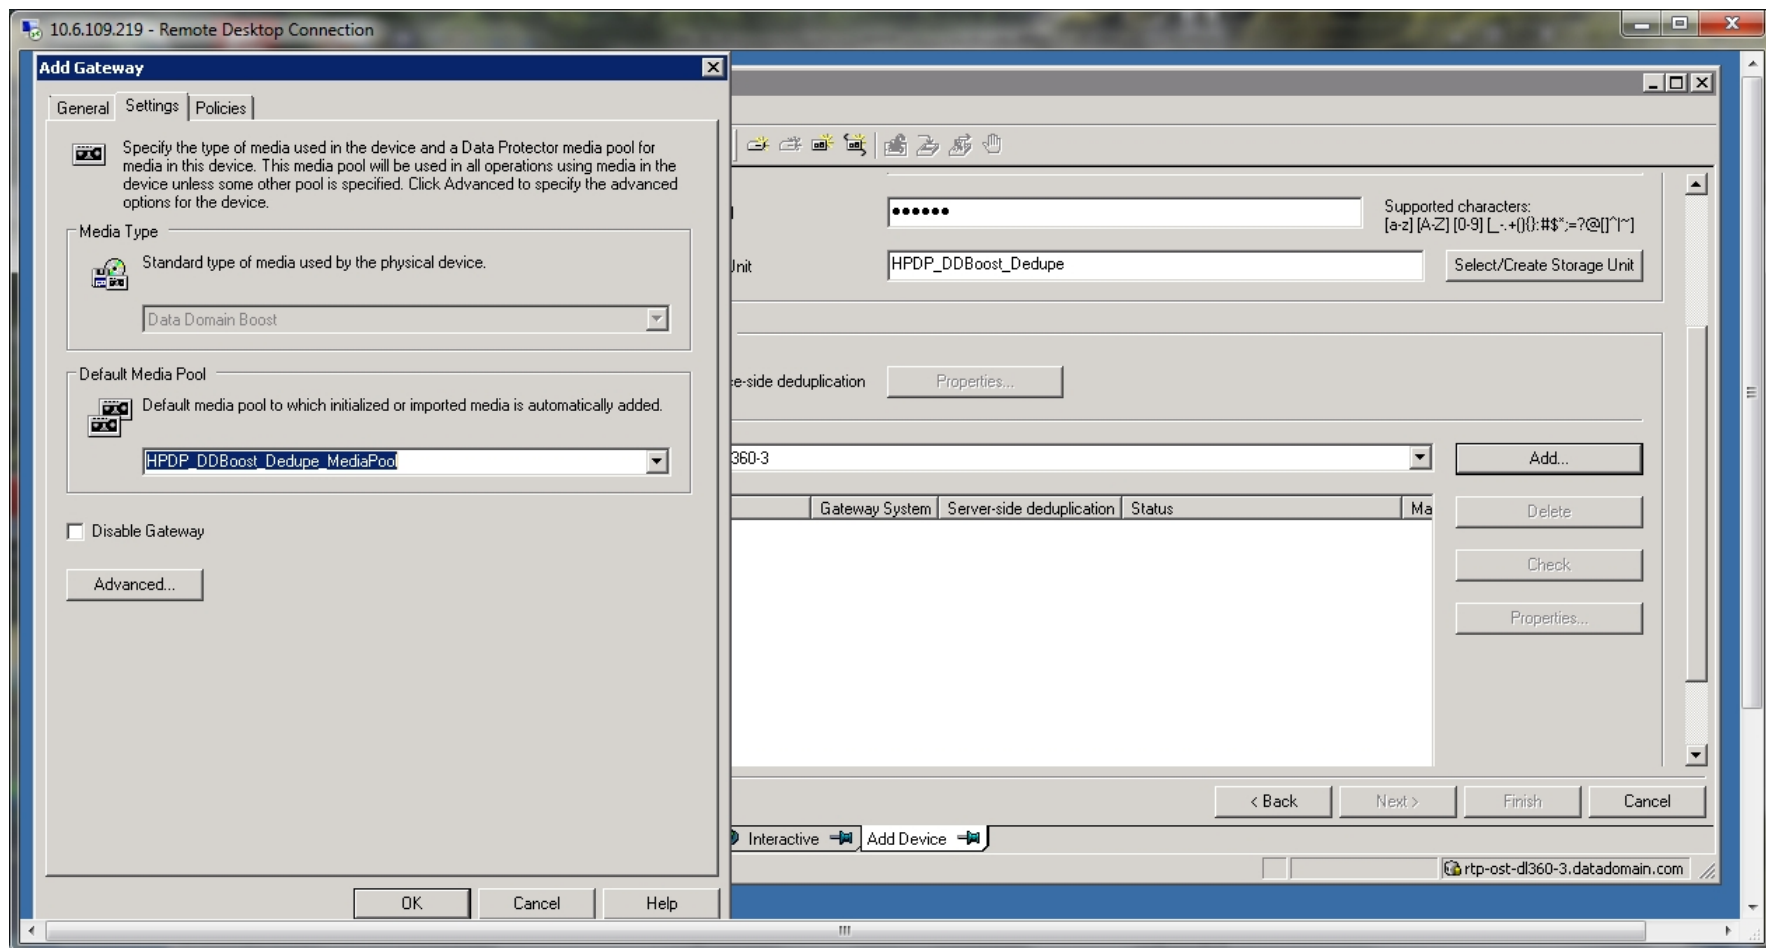 10.6.109.219 - Remote Desktop Connection
Add Gateway
General Settings Policies
Specify the type of media used in the device and a Data Protector media pool for
media in this device. This media pool will be used in all operations using media in the
device unless some other pool is specified. Click Advanced to specify the advanced
options for the device.
Media Type
Standard type of media used by the physical device.
Data Domain Boost
Default Media Pool
Default media pool to which initialized or imported media is automatically added.
HPDP_DDBoost_Dedupe_MediaPool
Disable Gateway
Advanced...
OK Cancel Help
••••••
Supported characters:
[a-z] [A-Z] [0-9] [_-.+(){}:#$*;=?@[]^|~]
Unit
HPDP_DDBoost_Dedupe
Select/Create Storage Unit
ce-side deduplication
Properties...
360-3
Add...
Gateway System Server-side deduplication Status Ma
Delete
Check
Properties...
< Back Next > Finish Cancel
Interactive Add Device
rtp-ost-dl360-3.datadomain.com